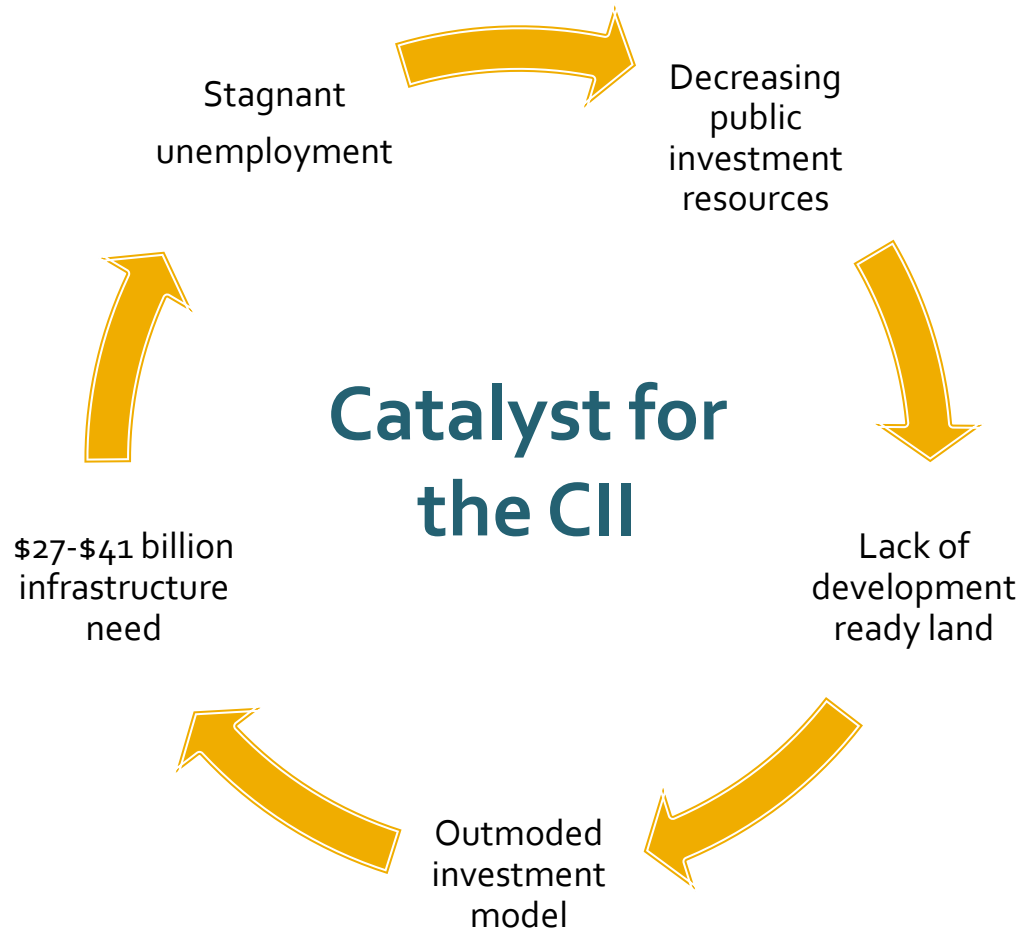 Stagnant
unemployment
Decreasing
public
investment
resources
Catalyst for
the CII
$27-$41 billion
infrastructure
need
Lack of
development
ready land
Outmoded
investment
model